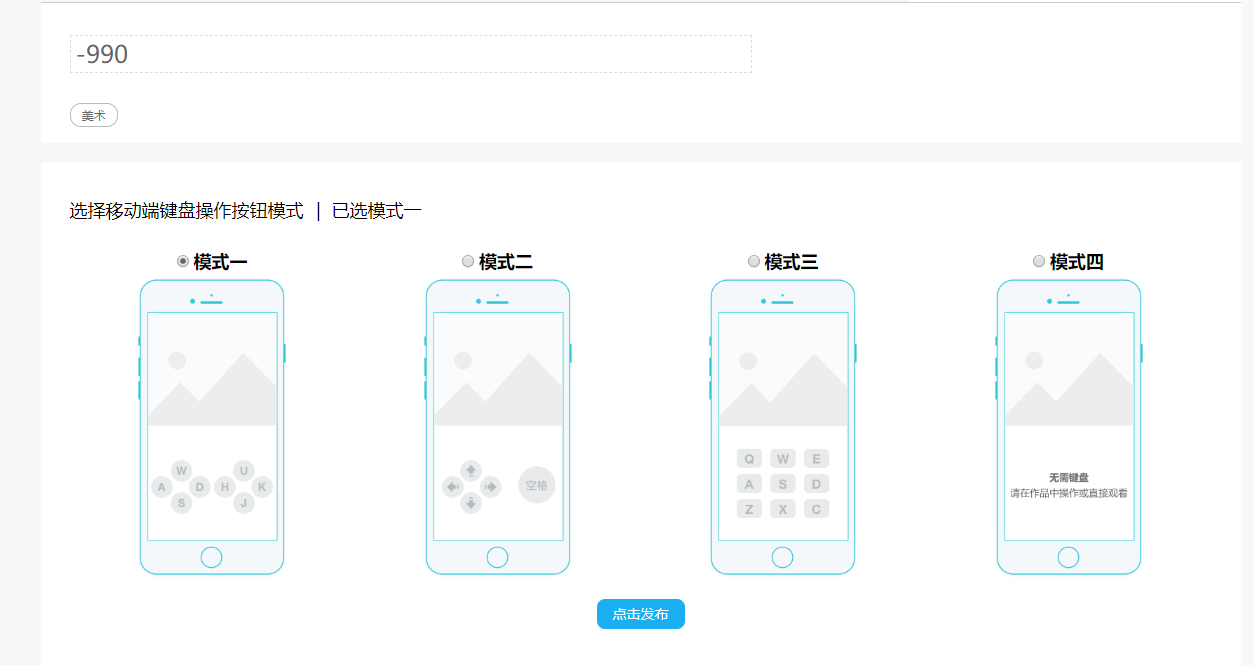 -990
美术
选择移动端键盘操作按钮模式 | 已选模式一
模式一
模式二
模式三
模式四
W
A
D
S
U
H
K
J
空格
Q W E
A S D
Z X C
无需键盘
请在作品中操作或直接观看
点击发布